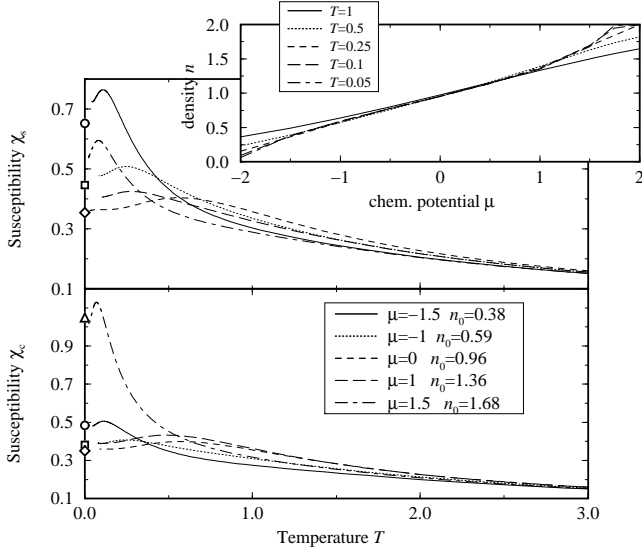 2.0
1.5
1.0
0.5
0.0
density n
T=1
T=0.5
T=0.25
T=0.1
T=0.05
−2 −1 0 1 2
chem. potential μ
0.7
0.5
0.3
0.1
Susceptibility χs
0.9
0.7
0.5
0.3
0.1
Susceptibility χc
μ=−1.5 n0=0.38
μ=−1 n0=0.59
μ=0 n0=0.96
μ=1 n0=1.36
μ=1.5 n0=1.68
0.0 1.0 2.0 3.0
Temperature T